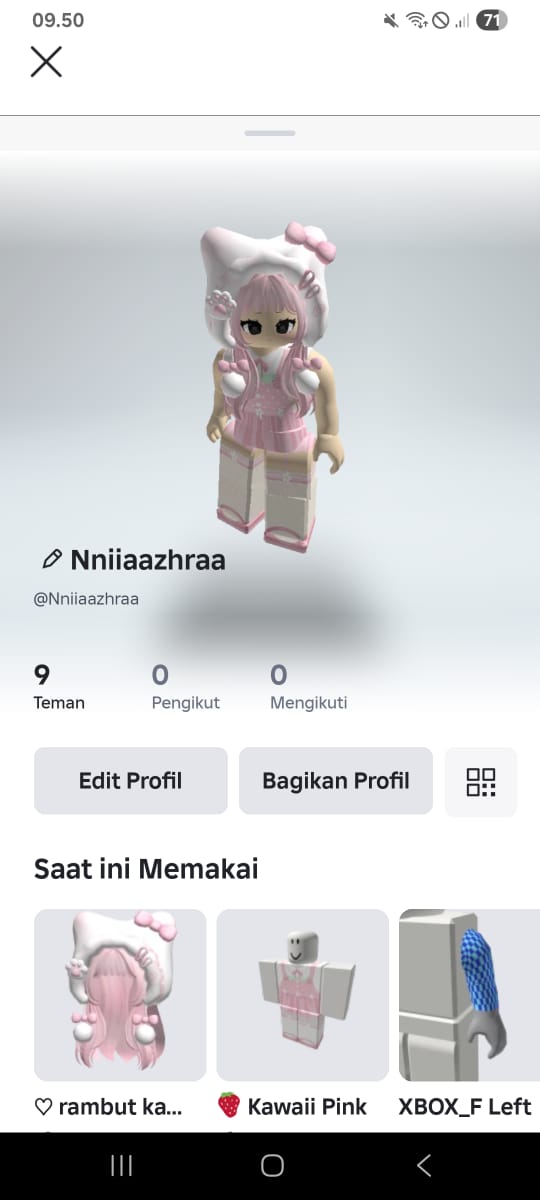 09.50
71
Nniiaazhraa
@Nniiaazhraa
9 0 0
Teman Pengikut Mengikuti
Edit Profil Bagikan Profil
Saat ini Memakai
♡ rambut ka... 🍓 Kawaii Pink XBOX_F Left